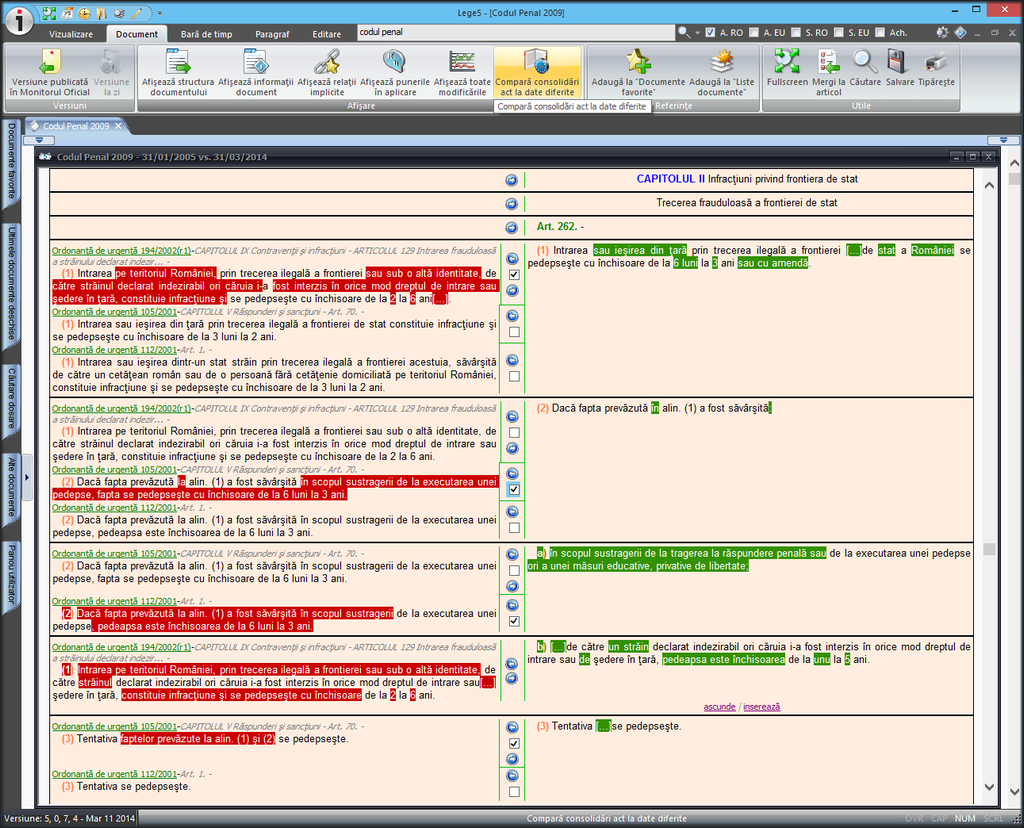 Lege5 - [Codul Penal 2009]
Vizualizare Document Bară de timp Paragraf Editare codul penal A. RO A. EU S. RO S. EU Ach.
Versiune publicată în Monitorul Oficial
Versiune la zi
Afişează structura documentului
Afişează informaţii document
Afişează relaţii implicite
Afişează punerile în aplicare
Afişează toate modificările
Compară consolidări act la date diferite
Adaugă la "Documente favorite"
Adaugă la "Liste documente"
Fullscreen
Mergi la articol
Căutare
Salvare
Tipăreşte
Versiuni Afişare Referinţe Utile
Compară consolidări act la date diferite
Codul Penal 2009
Documente favorite
Ultimele documente deschise
Căutare dosare
Alte documente
Panou utilizator
Codul Penal 2009 - 31/01/2005 vs. 31/03/2014
CAPITOLUL II Infracţiuni privind frontiera de stat
Trecerea frauduloasă a frontierei de stat
Art. 262. -
Ordonanţă de urgenţă 194/2002(r1)-CAPITOLUL IX Contravenţii şi infracţiuni - ARTICOLUL 129 Intrarea frauduloasă
a străinului declarat indezir... -
(1) Intrarea pe teritoriul României, prin trecerea ilegală a frontierei sau sub o altă identitate, de
către străinul declarat indezirabil ori căruia i-a fost interzis în orice mod dreptul de intrare sau
şedere în ţară, constituie infracţiune şi se pedepseşte cu închisoare de la 2 la 6 ani[...].
Ordonanţă de urgenţă 105/2001-CAPITOLUL V Răspunderi şi sancţiuni - Art. 70. -
(1) Intrarea sau ieşirea din ţară prin trecerea ilegală a frontierei de stat constituie infracţiune şi
se pedepseşte cu închisoare de la 3 luni la 2 ani.
Ordonanţă de urgenţă 112/2001-Art. 1. -
(1) Intrarea sau ieşirea dintr-un stat străin prin trecerea ilegală a frontierei acestuia, săvârşită
de către un cetăţean român sau de o persoană fără cetăţenie domiciliată pe teritoriul României,
constituie infracţiune şi se pedepseşte cu închisoare de la 3 luni la 2 ani.
(1) Intrarea sau ieşirea din ţară prin trecerea ilegală a frontierei [...]de stat a României se
pedepseşte cu închisoare de la 6 luni la 3 ani sau cu amendă.
Ordonanţă de urgenţă 194/2002(r1)-CAPITOLUL IX Contravenţii şi infracţiuni - ARTICOLUL 129 Intrarea frauduloasă
a străinului declarat indezir... -
(1) Intrarea pe teritoriul României, prin trecerea ilegală a frontierei sau sub o altă identitate, de
către străinul declarat indezirabil ori căruia i-a fost interzis în orice mod dreptul de intrare sau
şedere în ţară, constituie infracţiune şi se pedepseşte cu închisoare de la 2 la 6 ani.
Ordonanţă de urgenţă 105/2001-CAPITOLUL V Răspunderi şi sancţiuni - Art. 70. -
(2) Dacă fapta prevăzută la alin. (1) a fost săvârşită în scopul sustragerii de la executarea unei
pedepse, fapta se pedepseşte cu închisoare de la 6 luni la 3 ani.
Ordonanţă de urgenţă 112/2001-Art. 1. -
(2) Dacă fapta prevăzută la alin. (1) a fost săvârşită în scopul sustragerii de la executarea unei
pedepse, pedeapsa este închisoarea de la 6 luni la 3 ani.
(2) Dacă fapta prevăzută în alin. (1) a fost săvârşită:
Ordonanţă de urgenţă 105/2001-CAPITOLUL V Răspunderi şi sancţiuni - Art. 70. -
(2) Dacă fapta prevăzută la alin. (1) a fost săvârşită în scopul sustragerii de la executarea unei
pedepse, fapta se pedepseşte cu închisoare de la 6 luni la 3 ani.
Ordonanţă de urgenţă 112/2001-Art. 1. -
(2) Dacă fapta prevăzută la alin. (1) a fost săvârşită în scopul sustragerii de la executarea unei
pedepse, pedeapsa este închisoarea de la 6 luni la 3 ani.
a) în scopul sustragerii de la tragerea la răspundere penală sau de la executarea unei pedepse
ori a unei măsuri educative, privative de libertate;
Ordonanţă de urgenţă 194/2002(r1)-CAPITOLUL IX Contravenţii şi infracţiuni - ARTICOLUL 129 Intrarea frauduloasă
a străinului declarat indezir... -
(1) Intrarea pe teritoriul României, prin trecerea ilegală a frontierei sau sub o altă identitate, de
către străinul declarat indezirabil ori căruia i-a fost interzis în orice mod dreptul de intrare sau[...]
şedere în ţară, constituie infracţiune şi se pedepseşte cu închisoare de la 2 la 6 ani.
b) [...]de către un străin declarat indezirabil ori căruia i-a fost interzis în orice mod dreptul de
intrare sau de şedere în ţară, pedeapsa este închisoarea de la unu la 5 ani.
ascunde / inserează
Ordonanţă de urgenţă 105/2001-CAPITOLUL V Răspunderi şi sancţiuni - Art. 70. -
(3) Tentativa faptelor prevăzute la alin. (1) şi (2) se pedepseşte.
Ordonanţă de urgenţă 112/2001-Art. 1. -
(3) Tentativa se pedepseşte.
(3) Tentativa [...]se pedepseşte.
Versiune: 5, 0, 7, 4 - Mar 11 2014 Compară consolidări act la date diferite OVR CAP NUM SCRL